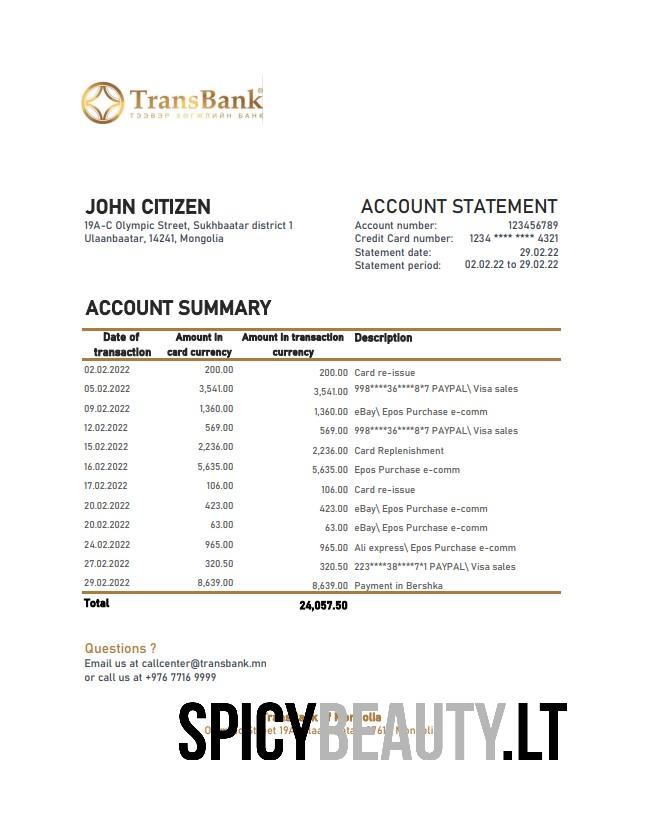 TransBank®
ТЭЭВЭР ХӨГЖЛИЙН БАНК
JOHN CITIZEN
19A-C Olympic Street, Sukhbaatar district 1
Ulaanbaatar, 14241, Mongolia
ACCOUNT STATEMENT
Account number: 123456789
Credit Card number: 1234 **** **** 4321
Statement date: 29.02.22
Statement period: 02.02.22 to 29.02.22
ACCOUNT SUMMARY
Date of transaction Amount in card currency Amount in transaction currency Description
02.02.2022 200.00 200.00 Card re-issue
05.02.2022 3,541.00 3,541.00 998****36****8*7 PAYPAL\ Visa sales
09.02.2022 1,360.00 1,360.00 eBay\ Epos Purchase e-comm
12.02.2022 569.00 569.00 998****36****8*7 PAYPAL\ Visa sales
15.02.2022 2,236.00 2,236.00 Card Replenishment
16.02.2022 5,635.00 5,635.00 Epos Purchase e-comm
17.02.2022 106.00 106.00 Card re-issue
20.02.2022 423.00 423.00 eBay\ Epos Purchase e-comm
20.02.2022 63.00 63.00 eBay\ Epos Purchase e-comm
24.02.2022 965.00 965.00 Ali express\ Epos Purchase e-comm
27.02.2022 320.50 320.50 223****38****7*1 PAYPAL\ Visa sales
29.02.2022 8,639.00 8,639.00 Payment in Bershka
Total 24,057.50
Questions ?
Email us at callcenter@transbank.mn
or call us at +976 7716 9999
SPICYBEAUTY.LT